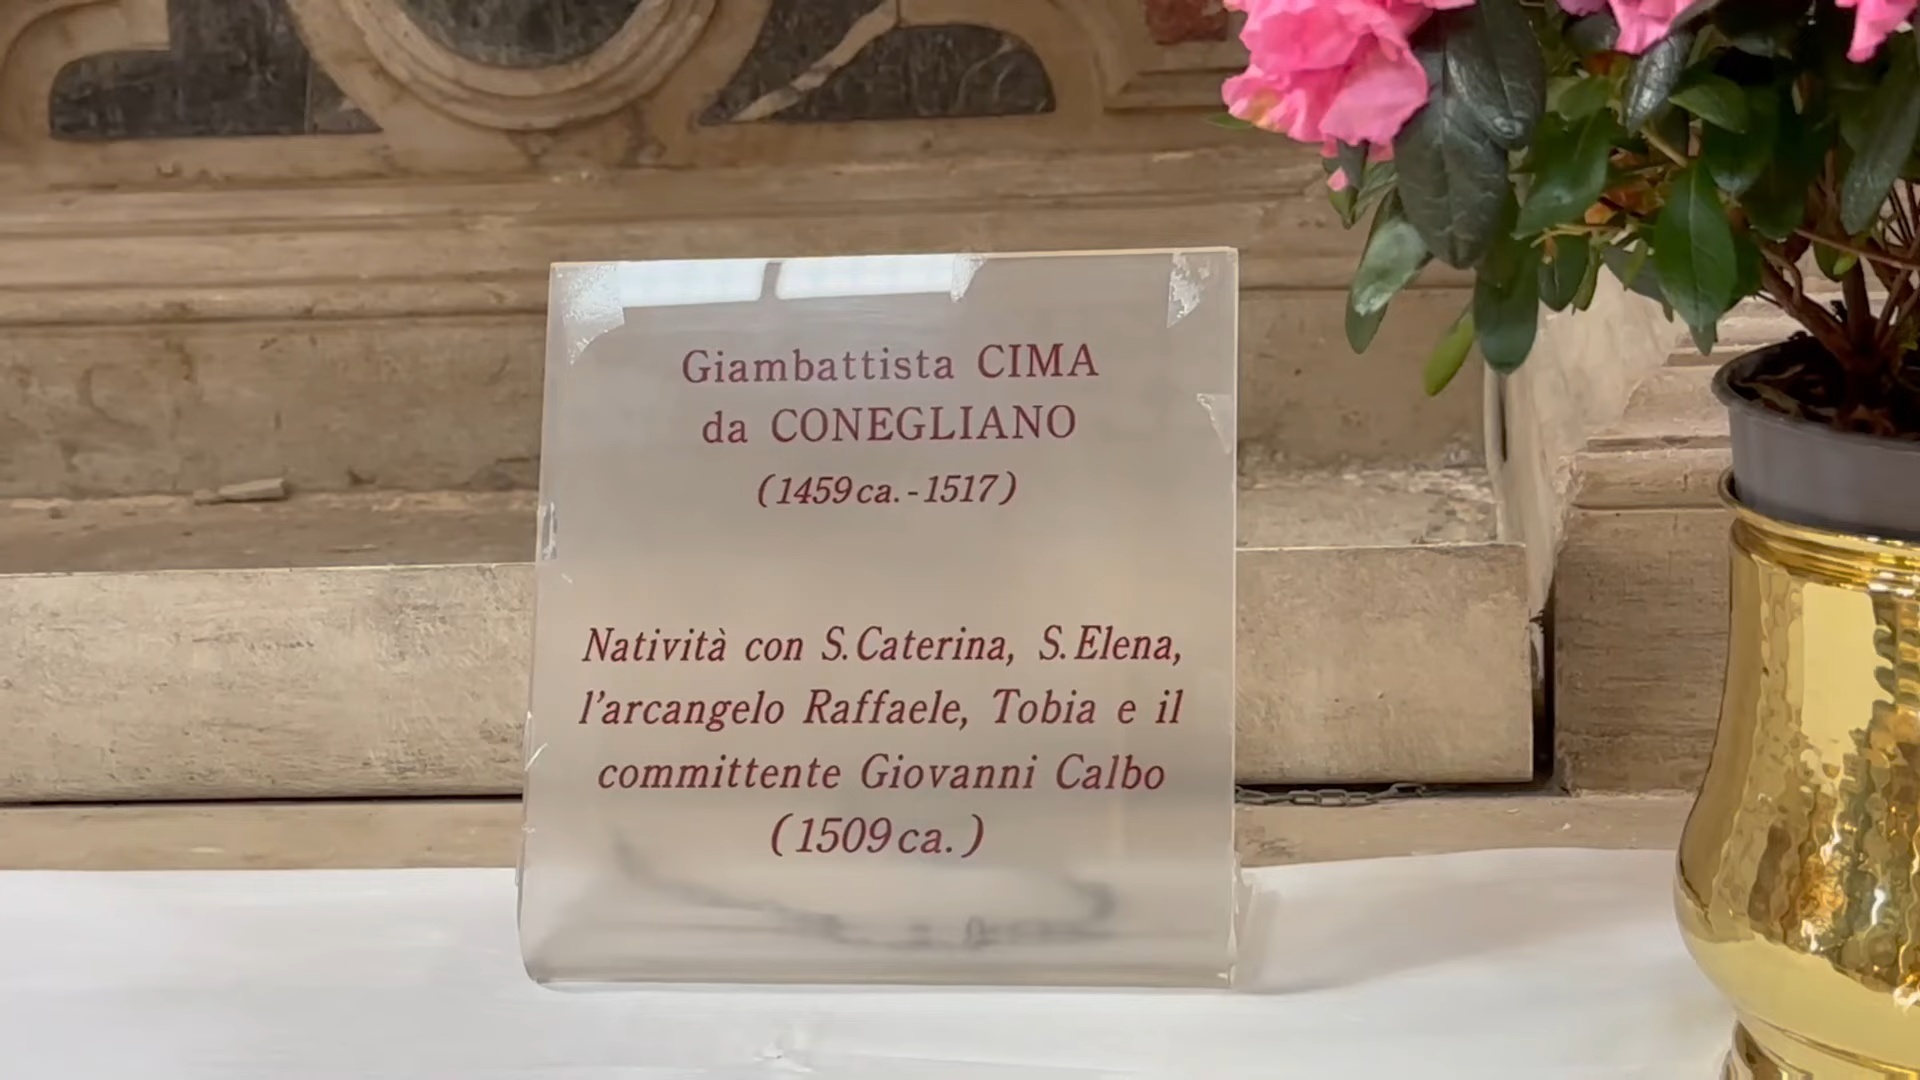 Giambattista CIMA
da CONEGLIANO
(1459 ca. - 1517)
Natività con S. Caterina, S. Elena,
l'arcangelo Raffaele, Tobia e il
committente Giovanni Calbo
(1509 ca.)